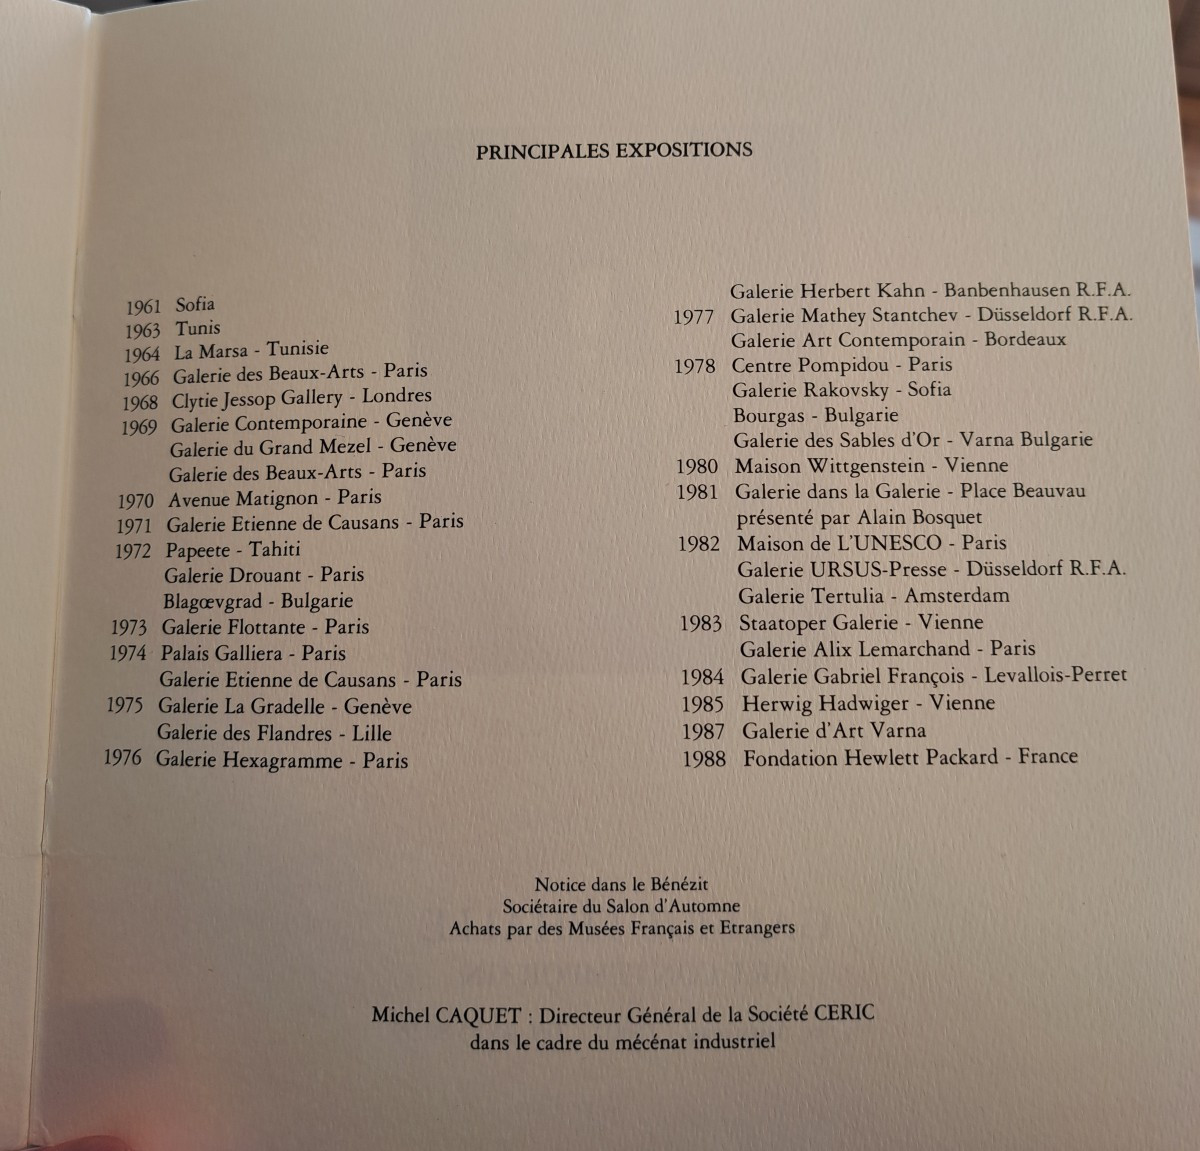 PRINCIPALES EXPOSITIONS
1961 Sofia
1963 Tunis
1964 La Marsa - Tunisie
1966 Galerie des Beaux-Arts - Paris
1968 Clytie Jessop Gallery - Londres
1969 Galerie Contemporaine - Genève
Galerie du Grand Mezel - Genève
Galerie des Beaux-Arts - Paris
1970 Avenue Matignon - Paris
1971 Galerie Etienne de Causans - Paris
1972 Papeete - Tahiti
Galerie Drouant - Paris
Blagœvgrad - Bulgarie
1973 Galerie Flottante - Paris
1974 Palais Galliera - Paris
Galerie Etienne de Causans - Paris
1975 Galerie La Gradelle - Genève
Galerie des Flandres - Lille
1976 Galerie Hexagramme - Paris
Galerie Herbert Kahn - Banbenhausen R.F.A.
1977 Galerie Mathey Stantchev - Düsseldorf R.F.A.
Galerie Art Contemporain - Bordeaux
1978 Centre Pompidou - Paris
Galerie Rakovsky - Sofia
Bourgas - Bulgarie
Galerie des Sables d'Or - Varna Bulgarie
1980 Maison Wittgenstein - Vienne
1981 Galerie dans la Galerie - Place Beauvau
présenté par Alain Bosquet
1982 Maison de L'UNESCO - Paris
Galerie URSUS-Presse - Düsseldorf R.F.A.
Galerie Tertulia - Amsterdam
1983 Staatoper Galerie - Vienne
Galerie Alix Lemarchand - Paris
1984 Galerie Gabriel François - Levallois-Perret
1985 Herwig Hadwiger - Vienne
1987 Galerie d'Art Varna
1988 Fondation Hewlett Packard - France
Notice dans le Bénézit
Sociétaire du Salon d'Automne
Achats par des Musées Français et Etrangers
Michel CAQUET : Directeur Général de la Société CERIC
dans le cadre du mécénat industriel